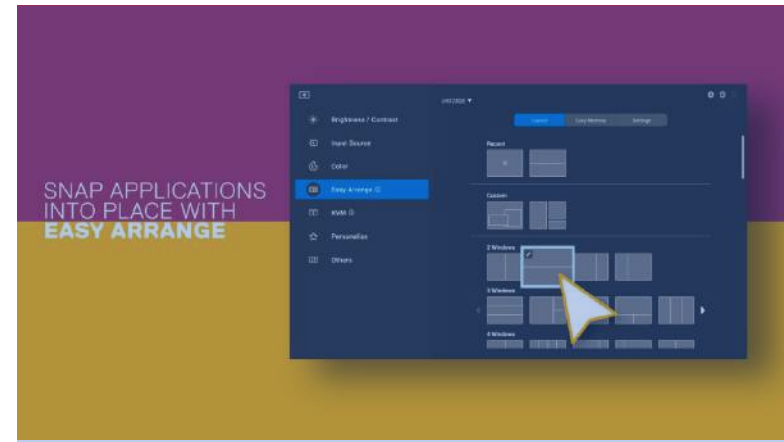 SNAP APPLICATIONS
INTO PLACE WITH
EASY ARRANGE
Brightness / Contrast
Input Source
Color
Easy Arrange
KVM
Personalize
Others
Layout
Easy Memory
Settings
Recent
Custom
2 Windows
3 Windows
4 Windows